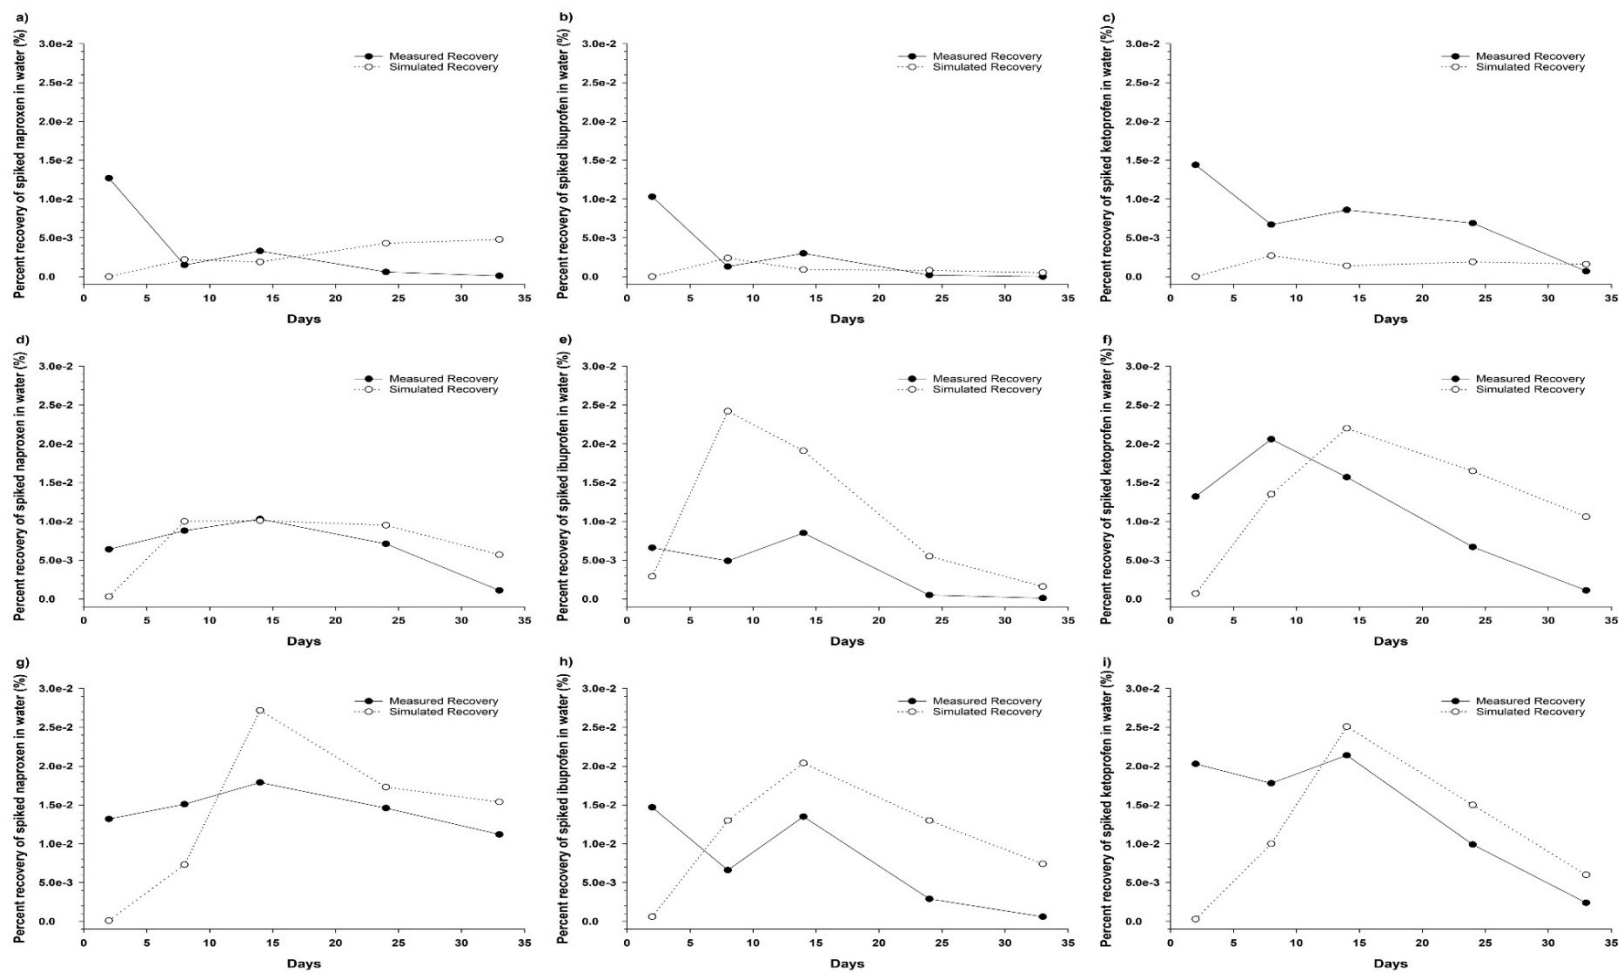 a)
Percent recovery of spiked naproxen in water (%)
3.0e-2
2.5e-2
2.0e-2
1.5e-2
1.0e-2
5.0e-3
0.0
Measured Recovery
Simulated Recovery
0 5 10 15 20 25 30 35
Days
b)
Percent recovery of spiked ibuprofen in water (%)
3.0e-2
2.5e-2
2.0e-2
1.5e-2
1.0e-2
5.0e-3
0.0
Measured Recovery
Simulated Recovery
0 5 10 15 20 25 30 35
Days
c)
Percent recovery of spiked ketoprofen in water (%)
3.0e-2
2.5e-2
2.0e-2
1.5e-2
1.0e-2
5.0e-3
0.0
Measured Recovery
Simulated Recovery
0 5 10 15 20 25 30 35
Days
d)
Percent recovery of spiked naproxen in water (%)
3.0e-2
2.5e-2
2.0e-2
1.5e-2
1.0e-2
5.0e-3
0.0
Measured Recovery
Simulated Recovery
0 5 10 15 20 25 30 35
Days
e)
Percent recovery of spiked ibuprofen in water (%)
3.0e-2
2.5e-2
2.0e-2
1.5e-2
1.0e-2
5.0e-3
0.0
Measured Recovery
Simulated Recovery
0 5 10 15 20 25 30 35
Days
f)
Percent recovery of spiked ketoprofen in water (%)
3.0e-2
2.5e-2
2.0e-2
1.5e-2
1.0e-2
5.0e-3
0.0
Measured Recovery
Simulated Recovery
0 5 10 15 20 25 30 35
Days
g)
Percent recovery of spiked naproxen in water (%)
3.0e-2
2.5e-2
2.0e-2
1.5e-2
1.0e-2
5.0e-3
0.0
Measured Recovery
Simulated Recovery
0 5 10 15 20 25 30 35
Days
h)
Percent recovery of spiked ibuprofen in water (%)
3.0e-2
2.5e-2
2.0e-2
1.5e-2
1.0e-2
5.0e-3
0.0
Measured Recovery
Simulated Recovery
0 5 10 15 20 25 30 35
Days
i)
Percent recovery of spiked ketoprofen in water (%)
3.0e-2
2.5e-2
2.0e-2
1.5e-2
1.0e-2
5.0e-3
0.0
Measured Recovery
Simulated Recovery
0 5 10 15 20 25 30 35
Days